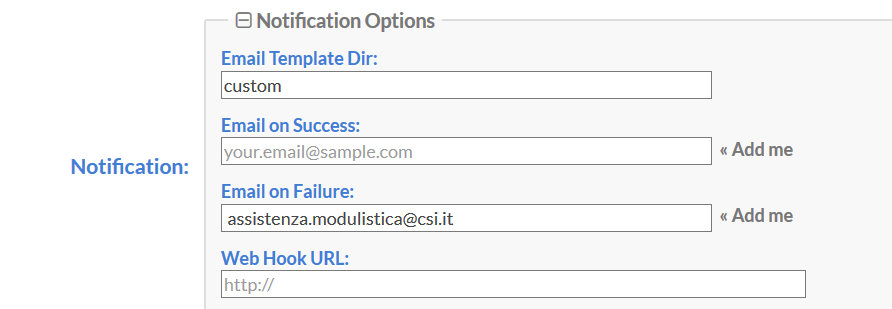 Notification Options
Email Template Dir:
custom
Email on Success:
your.email@sample.com « Add me
Notification:
Email on Failure:
assistenza.modulistica@csi.it « Add me
Web Hook URL:
http://